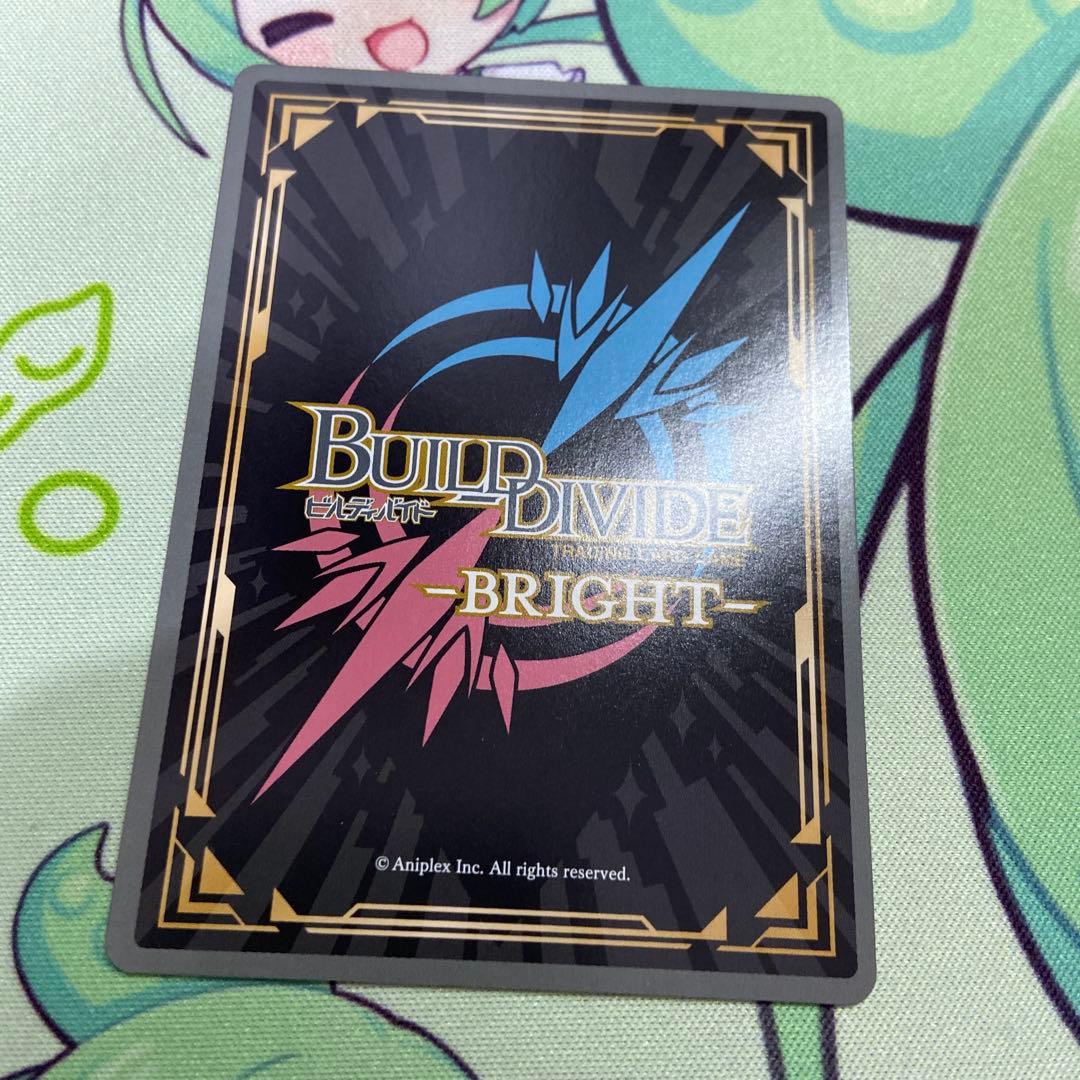 BUILD DIVIDE
ビルディバイド
TRADING CARD GAME
-BRIGHT-
© Aniplex Inc. All rights reserved.